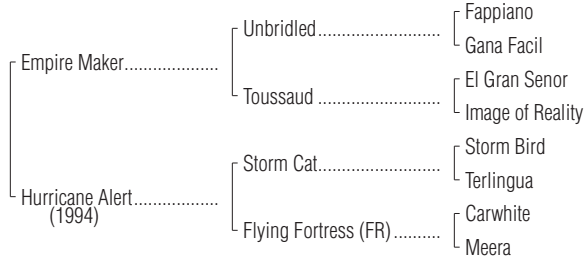 Fappiano
Unbridled
Gana Facil
Empire Maker
El Gran Senor
Toussaud
Image of Reality
Storm Bird
Storm Cat
Terlingua
Hurricane Alert
(1994)
Carwhite
Flying Fortress (FR)
Meera